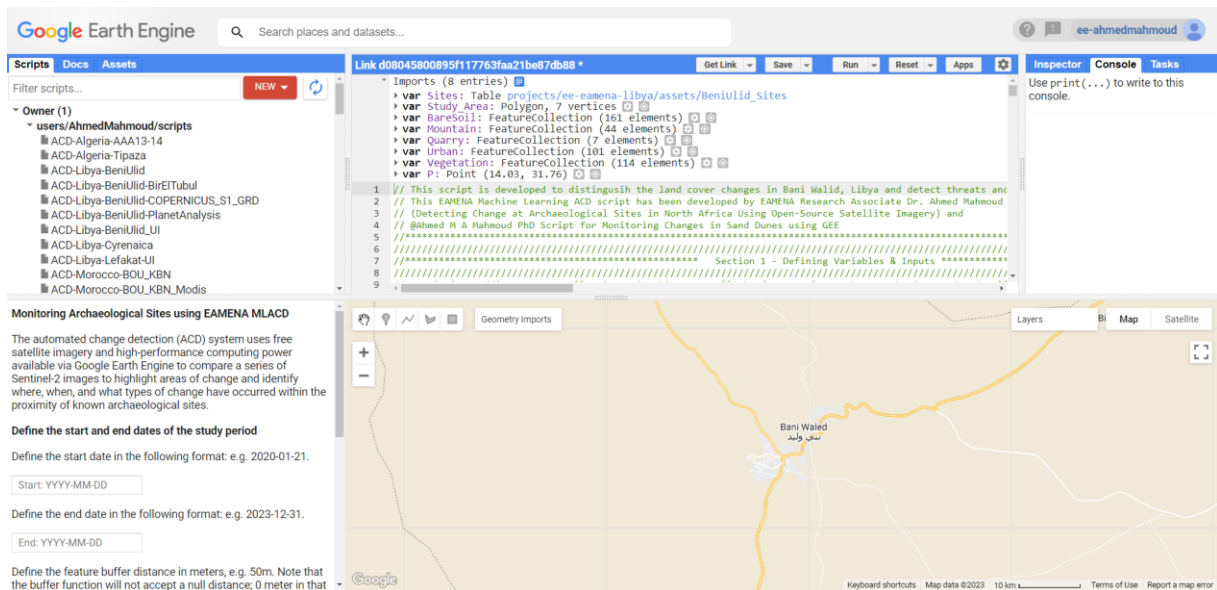 Google Earth Engine
Search places and datasets...
ee-ahmedmahmoud
Scripts Docs Assets
Filter scripts...
NEW
Owner (1)
users/AhmedMahmoud/scripts
ACD-Algeria-AAA13-14
ACD-Algeria-Tipaza
ACD-Libya-BeniUlid
ACD-Libya-BeniUlid-BirElTubul
ACD-Libya-BeniUlid-COPERNICUS_S1_GRD
ACD-Libya-BeniUlid-PlanetAnalysis
ACD-Libya-BeniUlid_UI
ACD-Libya-Cyrenaica
ACD-Libya-Lefakat-UI
ACD-Morocco-BOU_KBN
ACD-Morocco-BOU_KBN_Modis
Link d08045800895f117763faa21be87db88 *
Get Link Save Run Reset Apps
Imports (8 entries)
var Sites: Table projects/ee-eamena-libya/assets/BeniUlid_Sites
var Study_Area: Polygon, 7 vertices
var BareSoil: FeatureCollection (161 elements)
var Mountain: FeatureCollection (44 elements)
var Quarry: FeatureCollection (7 elements)
var Urban: FeatureCollection (101 elements)
var Vegetation: FeatureCollection (114 elements)
var P: Point (14.03, 31.76)
1 // This script is developed to distingusih the land cover changes in Bani Walid, Libya and detect threats and
2 // This EAMENA Machine Learning ACD script has been developed by EAMENA Research Associate Dr. Ahmed Mahmoud
3 // (Detecting Change at Archaeological Sites in North Africa Using Open-Source Satellite Imagery) and
4 // @Ahmed M A Mahmoud PhD Script for Monitoring Changes in Sand Dunes using GEE
5
6
7 Section 1 - Defining Variables & Inputs
8
9
Inspector Console Tasks
Use print(...) to write to this
console.
Monitoring Archaeological Sites using EAMENA MLACD
The automated change detection (ACD) system uses free
satellite imagery and high-performance computing power
available via Google Earth Engine to compare a series of
Sentinel-2 images to highlight areas of change and identify
where, when, and what types of change have occurred within the
proximity of known archaeological sites.
Define the start and end dates of the study period
Define the start date in the following format: e.g. 2020-01-21.
Start: YYYY-MM-DD
Define the end date in the following format: e.g. 2023-12-31.
End: YYYY-MM-DD
Define the feature buffer distance in meters, e.g. 50m. Note that
the buffer function will not accept a null distance; 0 meter in that
Geometry Imports
Layers
Bi
Map Satellite
Bani Waled
بني وليد
Google
Keyboard shortcuts Map data ©2023 10 km Terms of Use Report a map error